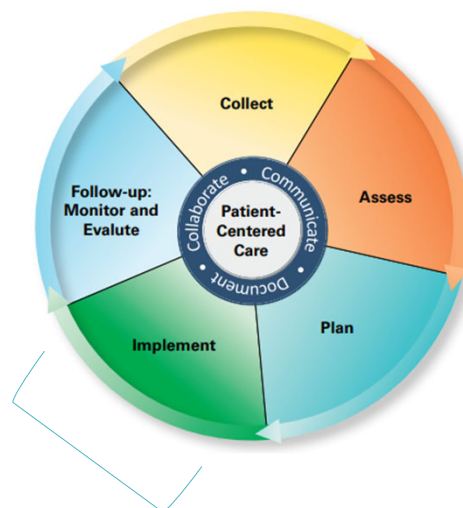 Collect
Assess
Plan
Implement
Follow-up:
Monitor and
Evalute
Collaborate • Communicate • Document •
Patient-
Centered
Care